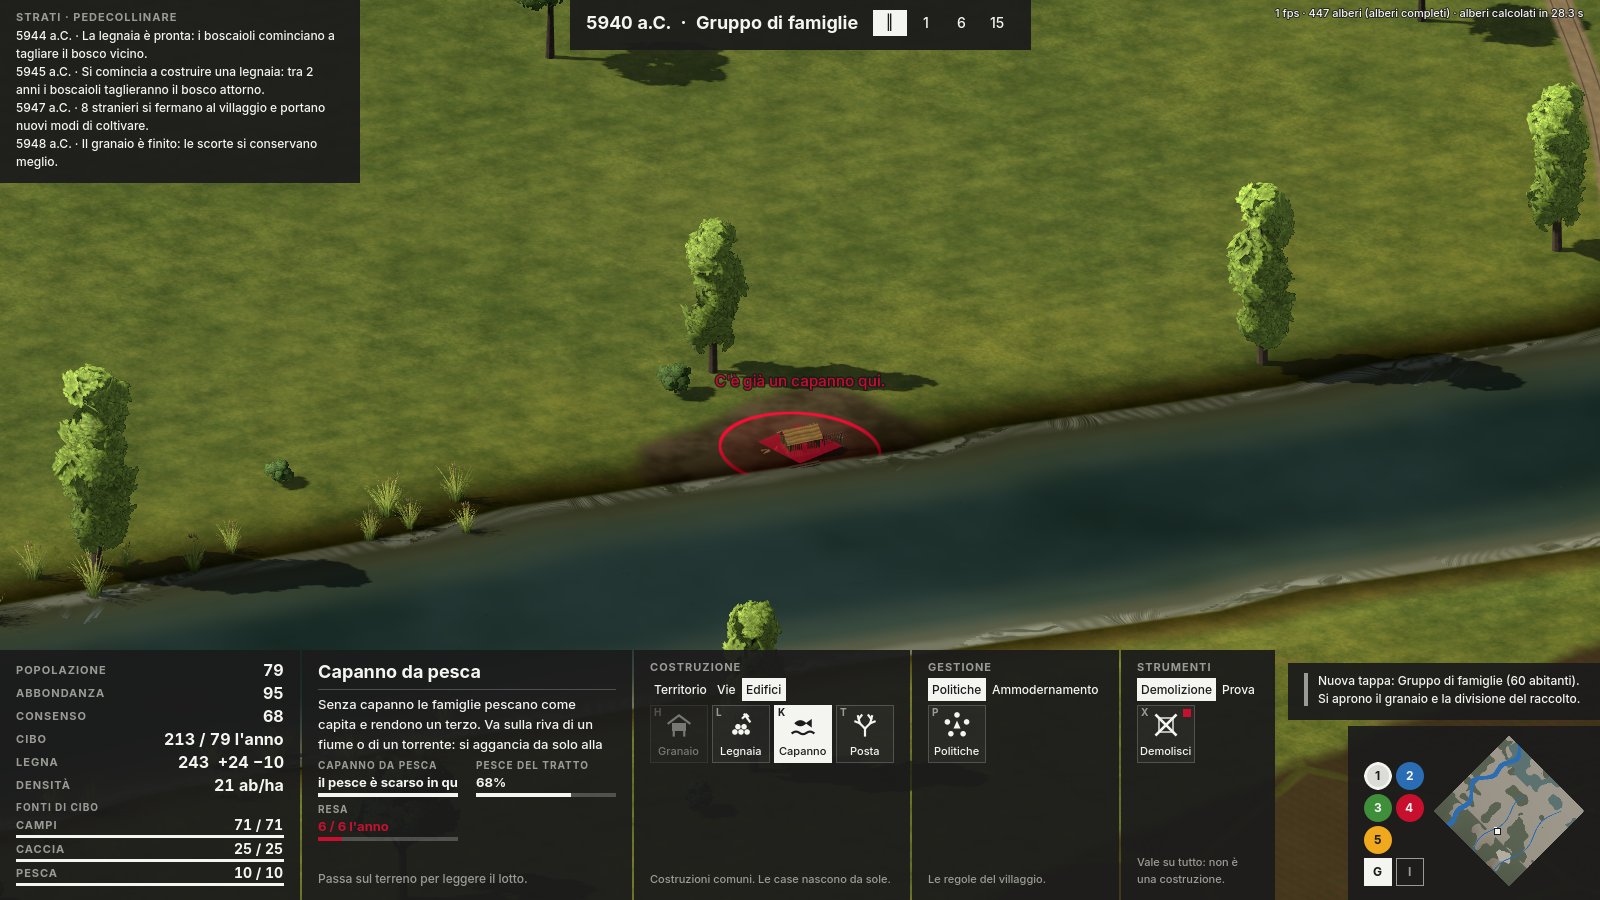 STRATI · PEDECOLLINARE
5944 a.C. · La legnaia è pronta: i boscaioli cominciano a
tagliare il bosco vicino.
5945 a.C. · Si comincia a costruire una legnaia: tra 2
anni i boscaioli taglieranno il bosco attorno.
5947 a.C. · 8 stranieri si fermano al villaggio e portano
nuovi modi di coltivare.
5948 a.C. · Il granaio è finito: le scorte si conservano
meglio.
5940 a.C. · Gruppo di famiglie 1 6 15
1 fps · 447 alberi (alberi completi) · alberi calcolati in 28.3 s
C'è già un capanno qui.
POPOLAZIONE 79
ABBONDANZA 95
CONSENSO 68
CIBO 213 / 79 l'anno
LEGNA 243 +24 −10
DENSITÀ 21 ab/ha
FONTI DI CIBO
CAMPI 71 / 71
CACCIA 25 / 25
PESCA 10 / 10
Capanno da pesca
Senza capanno le famiglie pescano come
capita e rendono un terzo. Va sulla riva di un
fiume o di un torrente: si aggancia da solo alla
CAPANNO DA PESCA PESCE DEL TRATTO
il pesce è scarso in qu 68%
RESA
6 / 6 l'anno
Passa sul terreno per leggere il lotto.
COSTRUZIONE
Territorio Vie Edifici
H L K T
Granaio Legnaia Capanno Posta
Costruzioni comuni. Le case nascono da sole.
GESTIONE
Politiche Ammodernamento
P
Politiche
Le regole del villaggio.
STRUMENTI
Demolizione Prova
X
Demolisci
Vale su tutto: non è
una costruzione.
Nuova tappa: Gruppo di famiglie (60 abitanti).
Si aprono il granaio e la divisione del raccolto.
1 2
3 4
5
G I